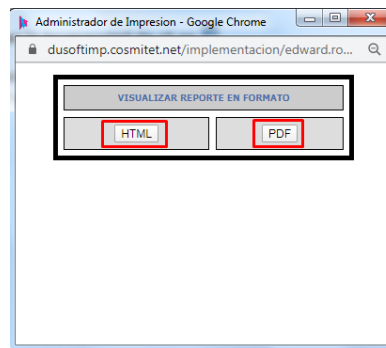 Administrador de Impresion - Google Chrome
dusoftimp.cosmitet.net/implementacion/edward.ro...
VISUALIZAR REPORTE EN FORMATO
HTML PDF